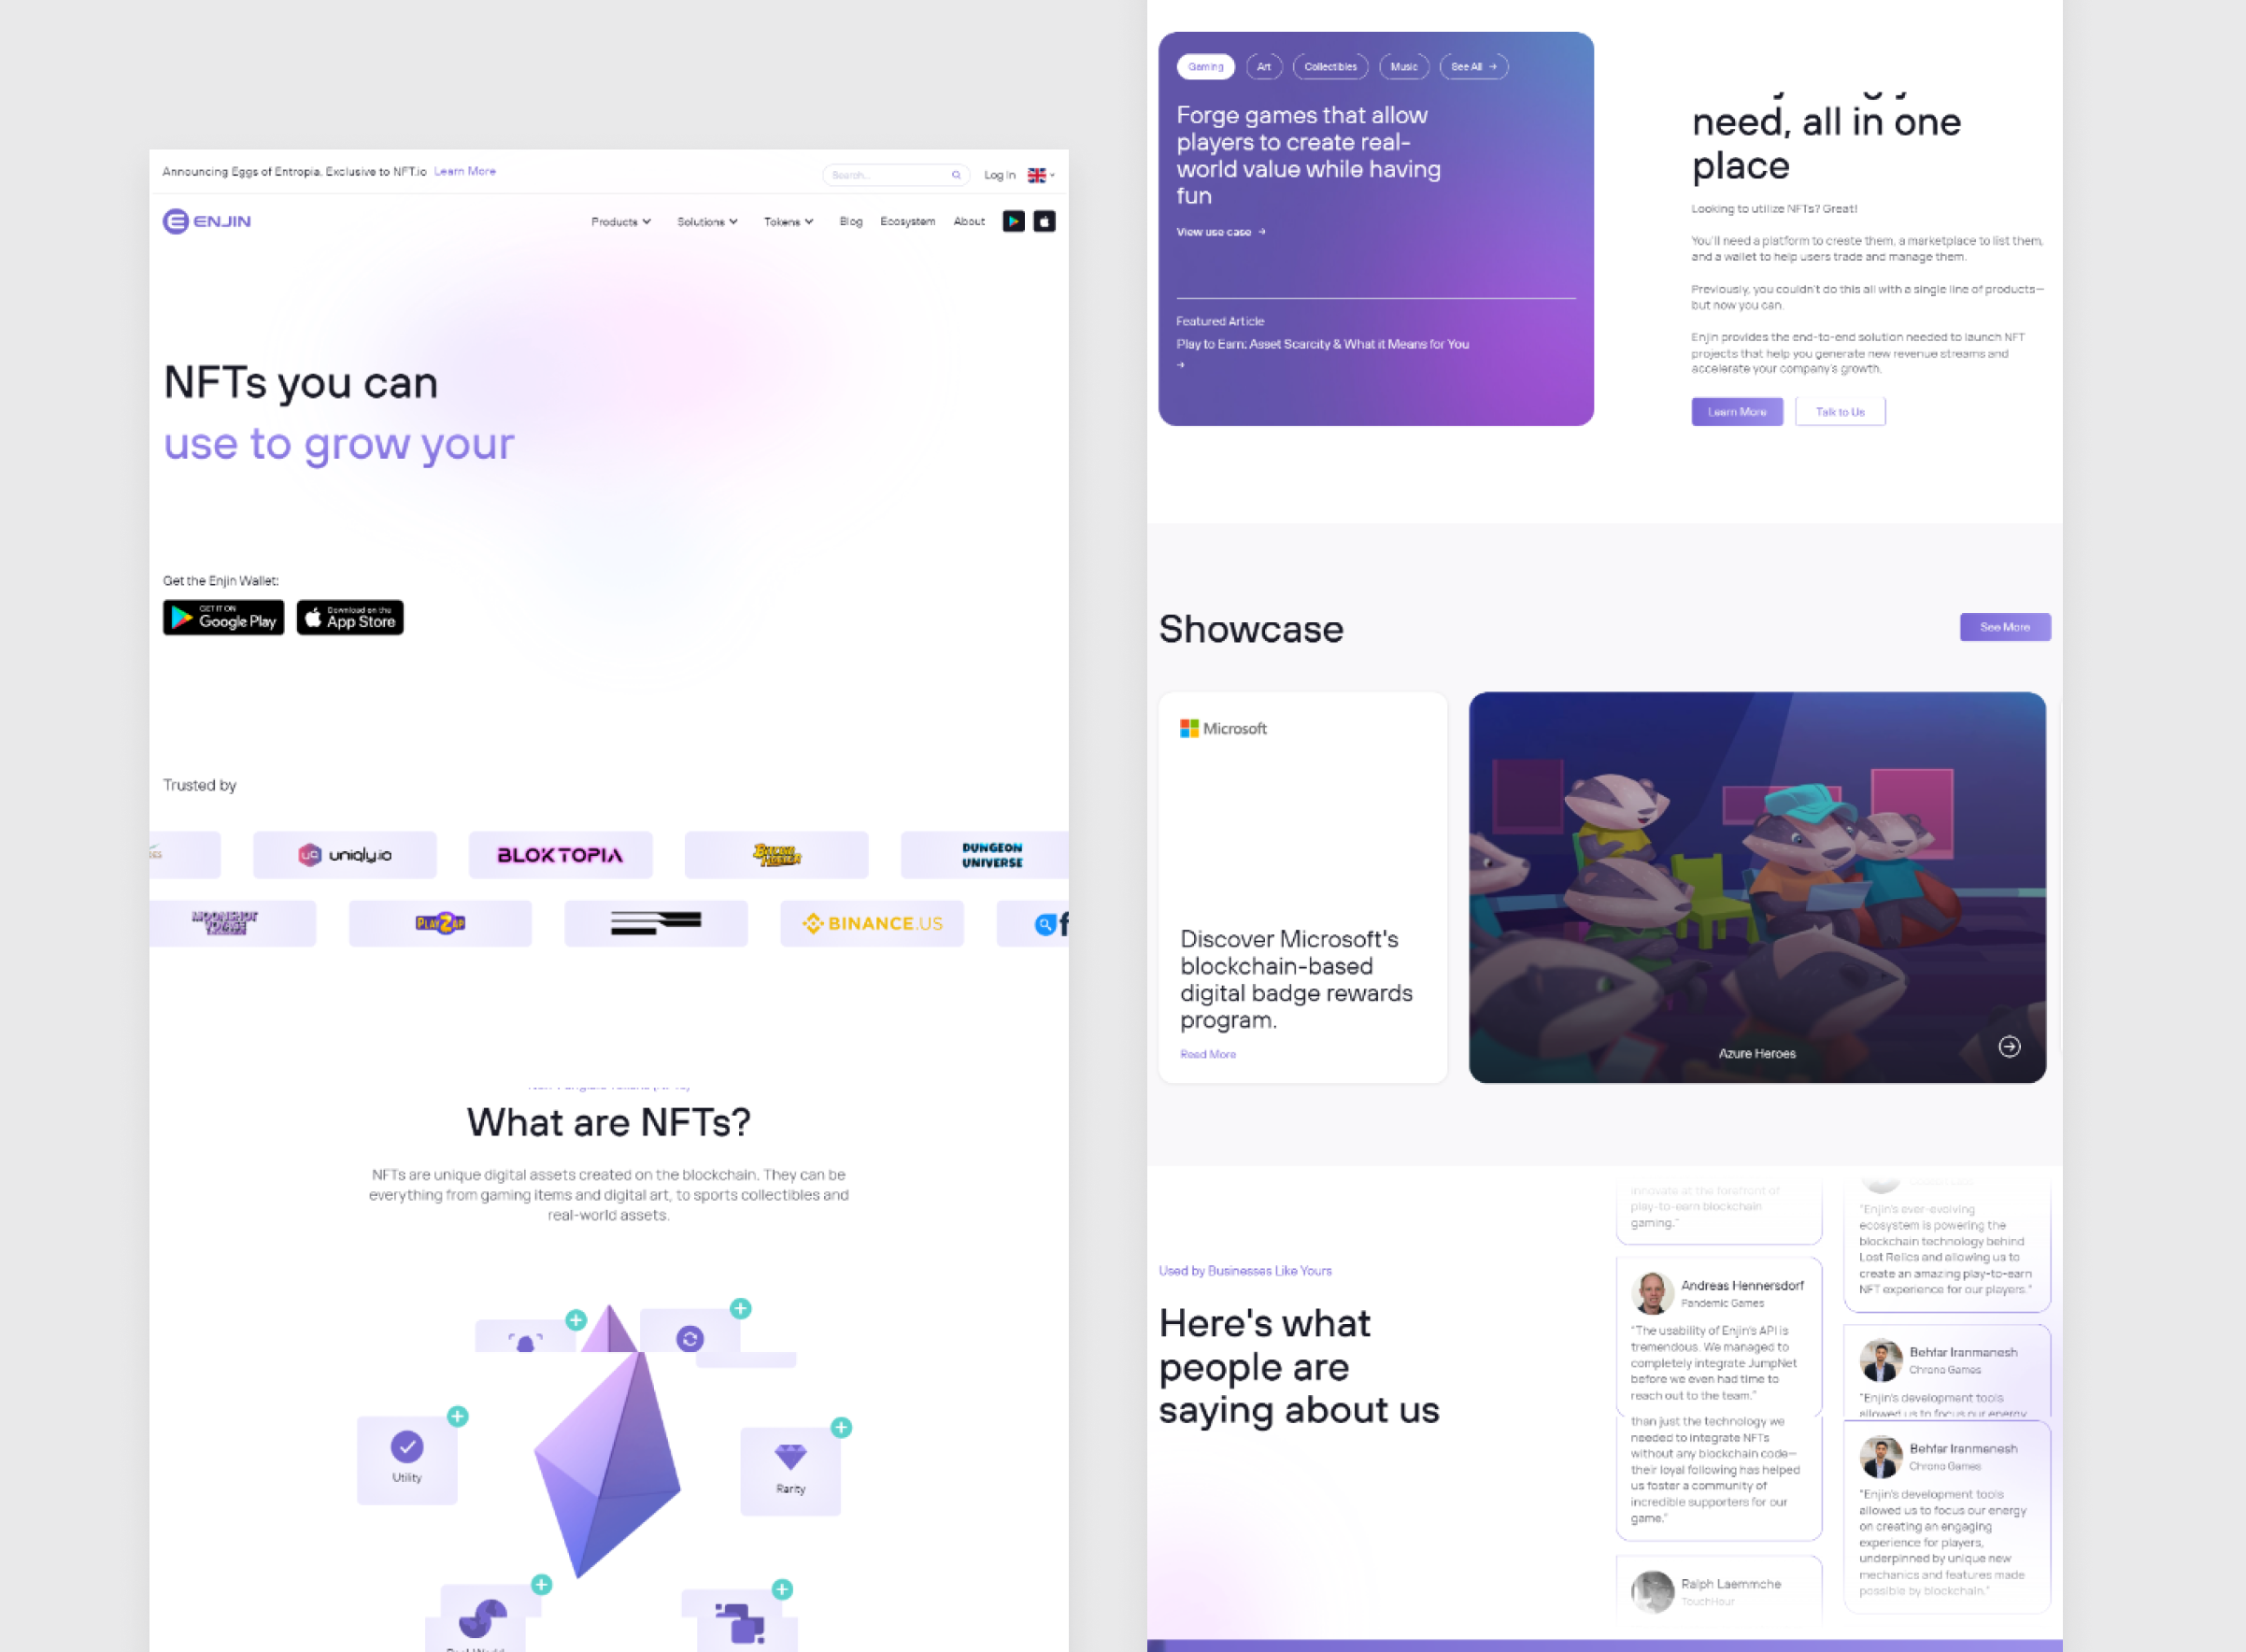 Announcing Eggs of Entropia, Exclusive to NFT.io Learn More
Search...
Log In
ENJIN
Products
Solutions
Tokens
Blog
Ecosystem
About
NFTs you can
use to grow your
Get the Enjin Wallet:
GET IT ON
Google Play
Download on the
App Store
Trusted by
uniqly.io
BLOKTOPIA
DUNGEON
UNIVERSE
MOONSHOT
VOYAGE
PLAYZAP
BINANCE.US
What are NFTs?
NFTs are unique digital assets created on the blockchain. They can be
everything from gaming items and digital art, to sports collectibles and
real-world assets.
Utility
Rarity
Gaming
Art
Collectibles
Music
See All
Forge games that allow
players to create real-
world value while having
fun
View use case
Featured Article
Play to Earn: Asset Scarcity & What it Means for You
need, all in one
place
Looking to utilize NFTs? Great!
You'll need a platform to create them, a marketplace to list them,
and a wallet to help users trade and manage them.
Previously, you couldn't do this all with a single line of products—
but now you can.
Enjin provides the end-to-end solution needed to launch NFT
projects that help you generate new revenue streams and
accelerate your company's growth.
Learn More
Talk to Us
Showcase
See More
Microsoft
Discover Microsoft's
blockchain-based
digital badge rewards
program.
Read More
Azure Heroes
Used by Businesses Like Yours
Here's what
people are
saying about us
innovate at the forefront of
play-to-earn blockchain
gaming."
Andreas Hennersdorf
Pandemic Games
"The usability of Enjin's API is
tremendous. We managed to
completely integrate JumpNet
before we even had time to
reach out to the team."
than just the technology we
needed to integrate NFTs
without any blockchain code—
their loyal following has helped
us foster a community of
incredible supporters for our
game."
Ralph Laemmche
TouchHour
"Enjin's ever-evolving
ecosystem is powering the
blockchain technology behind
Lost Relics and allowing us to
create an amazing play-to-earn
NFT experience for our players."
Behfar Iranmanesh
Chrono Games
"Enjin's development tools
allowed us to focus our energy
Behfar Iranmanesh
Chrono Games
"Enjin's development tools
allowed us to focus our energy
on creating an engaging
experience for players,
underpinned by unique new
mechanics and features made
possible by blockchain."